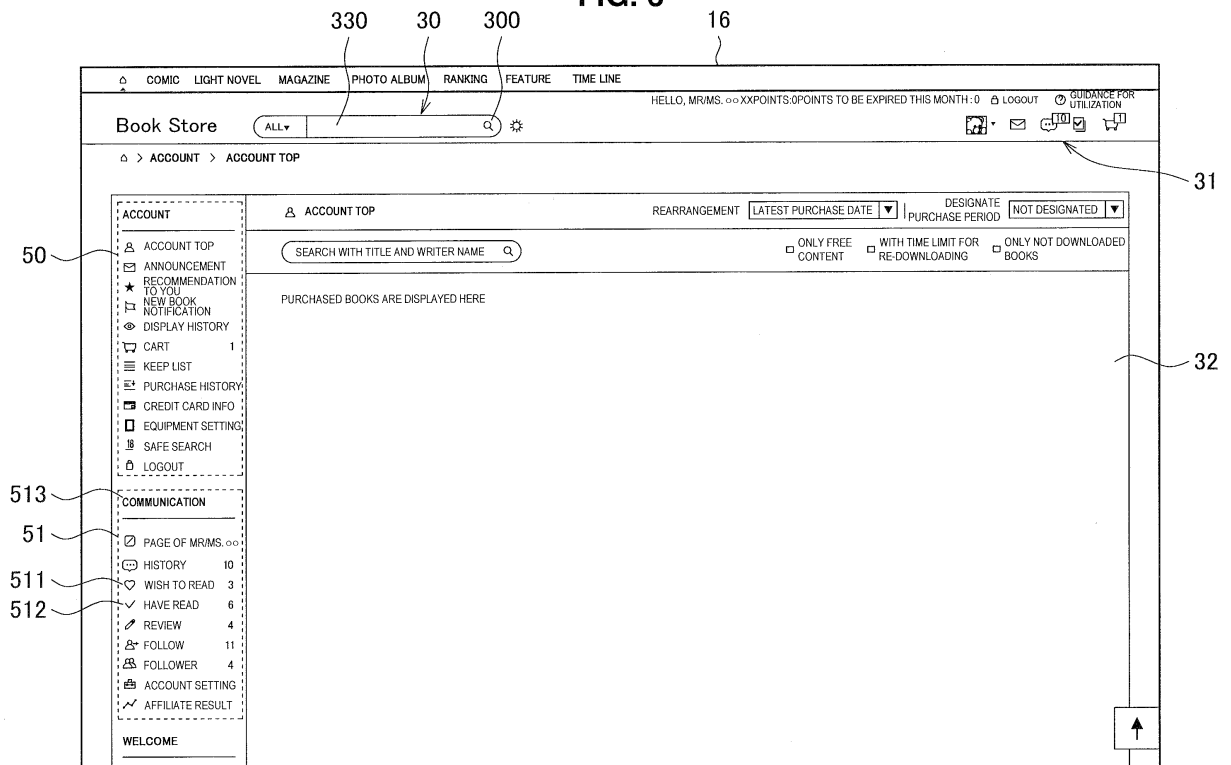 330 30 300 16
COMIC LIGHT NOVEL MAGAZINE PHOTO ALBUM RANKING FEATURE TIME LINE
HELLO, MR/MS. ○○XXPOINTS:0POINTS TO BE EXPIRED THIS MONTH:0 LOGOUT GUIDANCE FOR
UTILIZATION
Book Store ALL▼ 10 1
31
> ACCOUNT > ACCOUNT TOP
ACCOUNT
50
ACCOUNT TOP
ANNOUNCEMENT
RECOMMENDATION
TO YOU
NEW BOOK
NOTIFICATION
DISPLAY HISTORY
CART 1
KEEP LIST
PURCHASE HISTORY
CREDIT CARD INFO
EQUIPMENT SETTING
18 SAFE SEARCH
LOGOUT
513
COMMUNICATION
51
PAGE OF MR/MS. ○○
HISTORY 10
511 WISH TO READ 3
512 HAVE READ 6
REVIEW 4
FOLLOW 11
FOLLOWER 4
ACCOUNT SETTING
AFFILIATE RESULT
WELCOME
ACCOUNT TOP REARRANGEMENT LATEST PURCHASE DATE ▼ DESIGNATE
PURCHASE PERIOD NOT DESIGNATED ▼
SEARCH WITH TITLE AND WRITER NAME
ONLY FREE
CONTENT
WITH TIME LIMIT FOR
RE-DOWNLOADING
ONLY NOT DOWNLOADED
BOOKS
PURCHASED BOOKS ARE DISPLAYED HERE
32